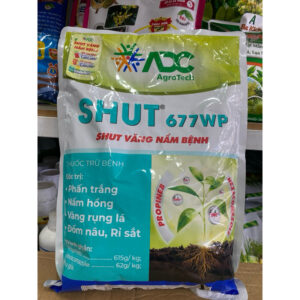 ADC
AgroTech
SHUT® 677WP
SHUT VĂNG NẤM BỆNH
THUỐC TRỪ BỆNH
Đặc trị:
Phấn trắng
Nấm hồng
Vàng rụng lá
Đốm nâu, Rỉ sắt
PROPINEB
615g/kg;
62g/kg;